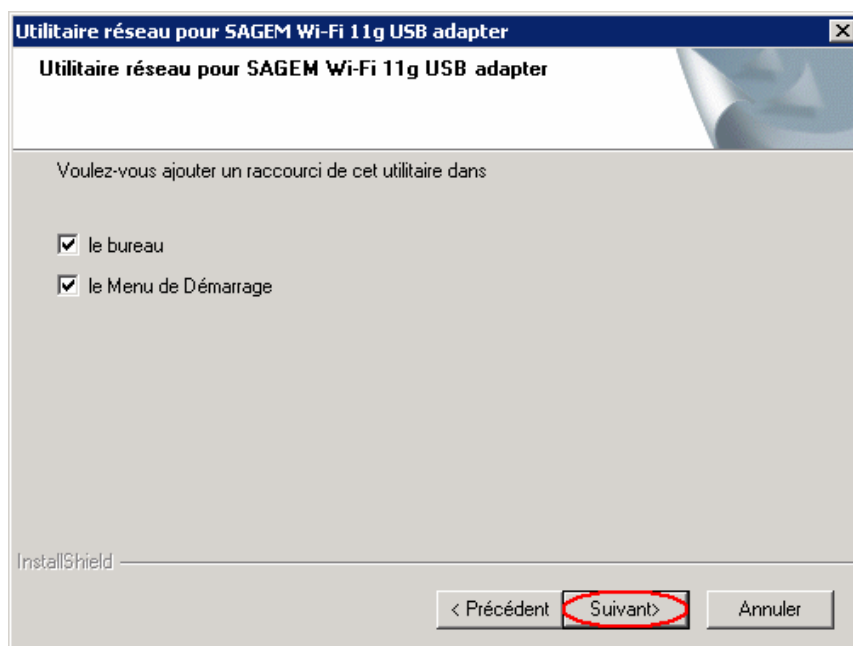 Utilitaire réseau pour SAGEM Wi-Fi 11g USB adapter
Utilitaire réseau pour SAGEM Wi-Fi 11g USB adapter
Voulez-vous ajouter un raccourci de cet utilitaire dans
le bureau
le Menu de Démarrage
InstallShield
< Précédent Suivant> Annuler